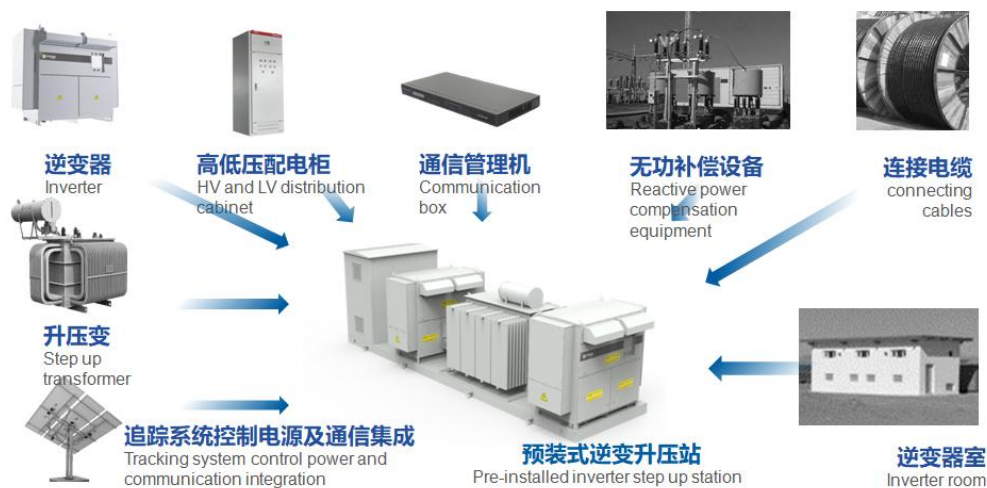 逆变器
Inverter
高低压配电柜
HV and LV distribution
cabinet
通信管理机
Communication
box
无功补偿设备
Reactive power
compensation
equipment
连接电缆
connecting
cables
升压变
Step up
transformer
追踪系统控制电源及通信集成
Tracking system control power and
communication integration
预装式逆变升压站
Pre-installed inverter step up station
逆变器室
Inverter room